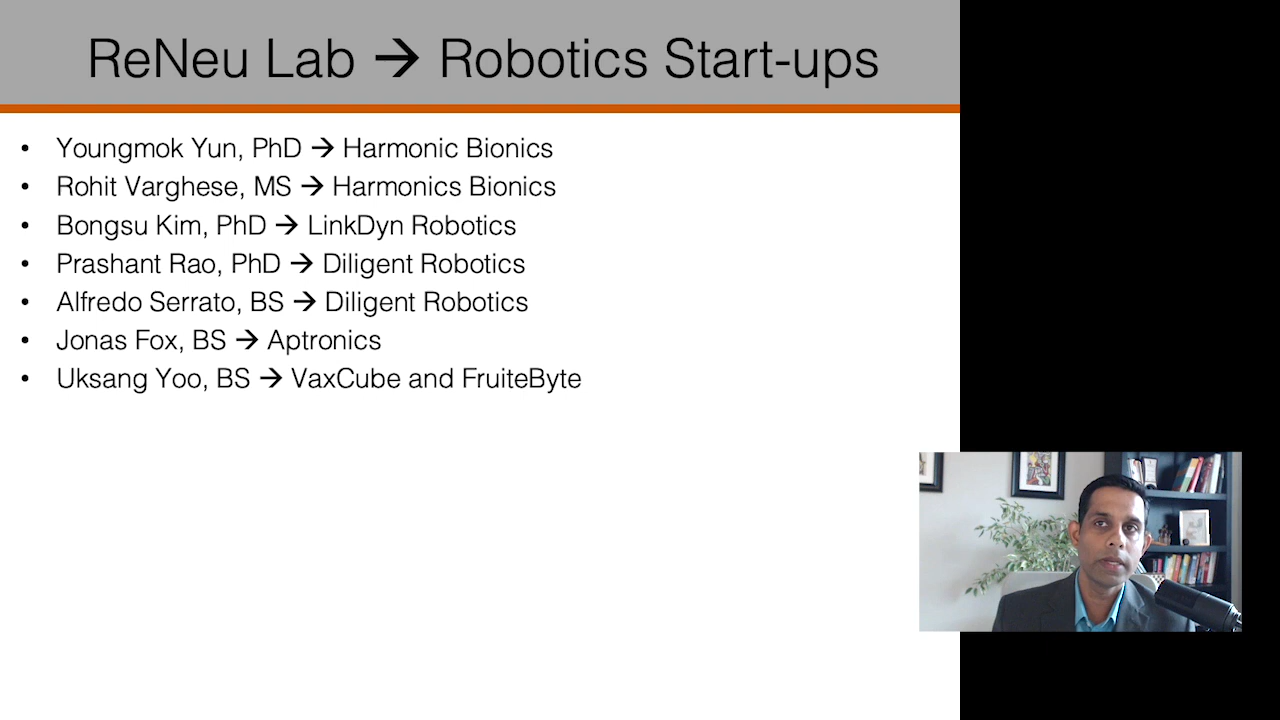 ReNeu Lab → Robotics Start-ups
• Youngmok Yun, PhD → Harmonic Bionics
• Rohit Varghese, MS → Harmonics Bionics
• Bongsu Kim, PhD → LinkDyn Robotics
• Prashant Rao, PhD → Diligent Robotics
• Alfredo Serrato, BS → Diligent Robotics
• Jonas Fox, BS → Aptronics
• Uksang Yoo, BS → VaxCube and FruiteByte